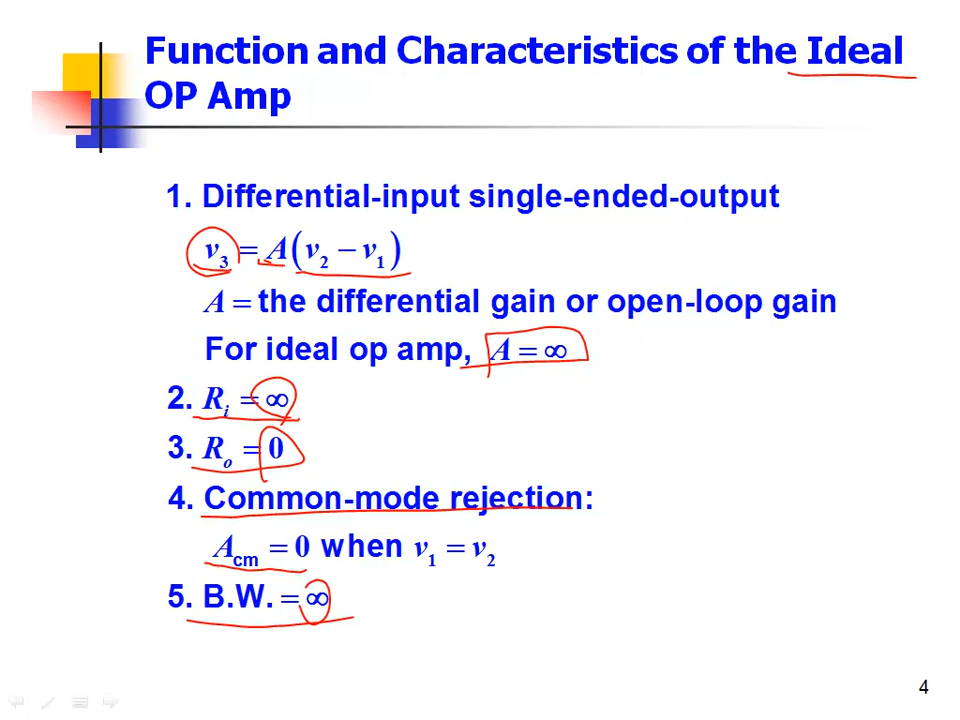 Function and Characteristics of the Ideal
OP Amp
1. Differential-input single-ended-output
v₃ = A(v₂ − v₁)
A = the differential gain or open-loop gain
For ideal op amp, A = ∞
2. Rᵢ = ∞
3. Rₒ = 0
4. Common-mode rejection:
A_cm = 0 when v₁ = v₂
5. B.W. = ∞
4